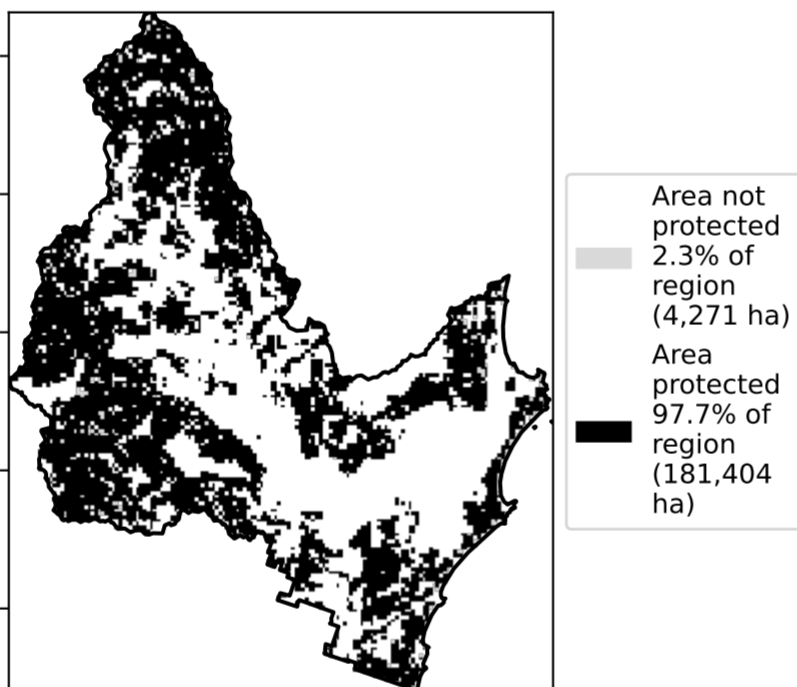 Area not
protected
2.3% of
region
(4,271 ha)
Area
protected
97.7% of
region
(181,404
ha)